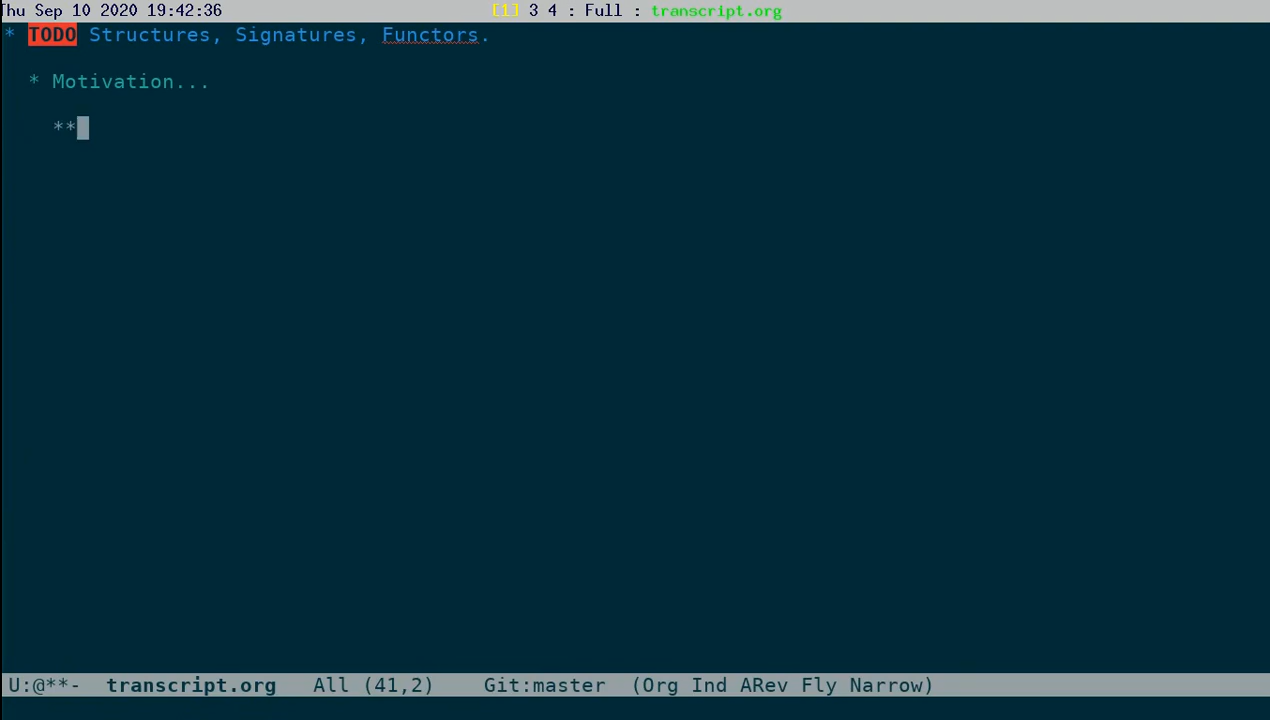 Thu Sep 10 2020 19:42:36 [1] 3 4 : Full : transcript.org
* TODO Structures, Signatures, Functors.
* Motivation...
**
U:@**-  transcript.org   All (41,2)    Git:master  (Org Ind ARev Fly Narrow)